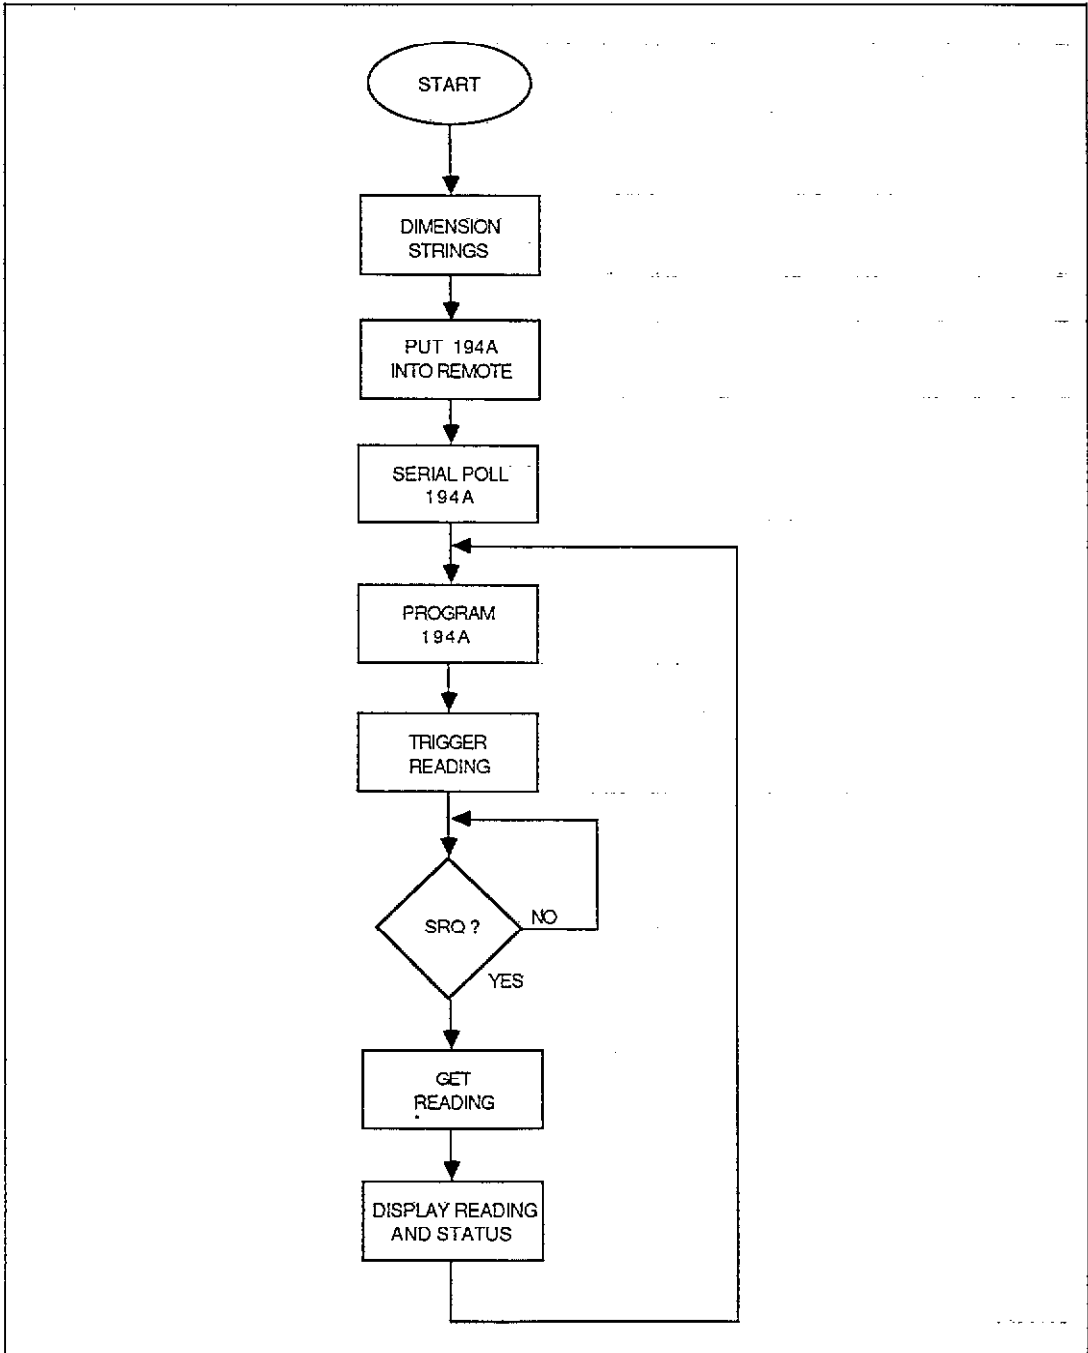 START
DIMENSION
STRINGS
PUT 194A
INTO REMOTE
SERIAL POLL
194A
PROGRAM
194A
TRIGGER
READING
SRQ ?
NO
YES
GET
READING
DISPLAY READING
AND STATUS